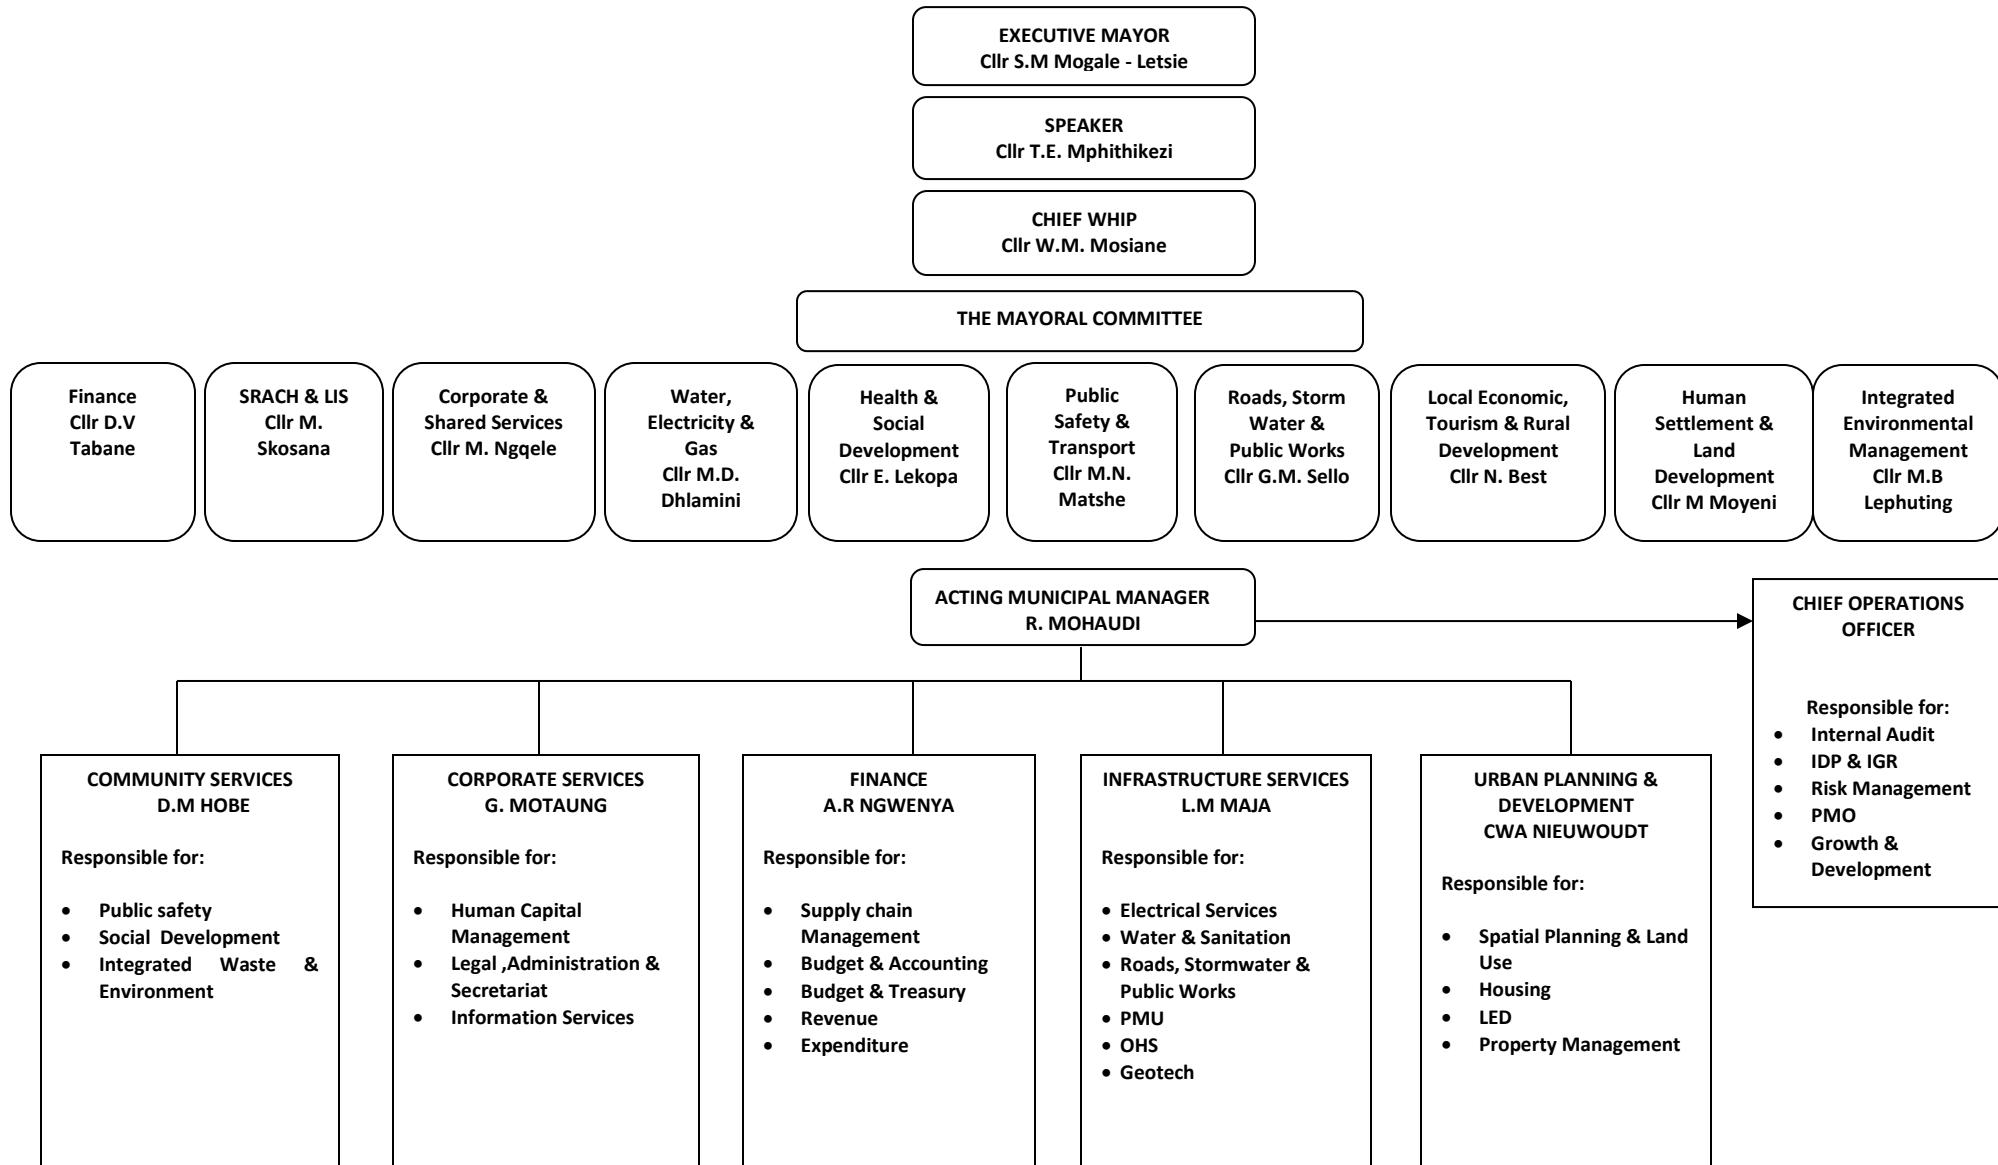 EXECUTIVE MAYOR
Cllr S.M Mogale - Letsie
SPEAKER
Cllr T.E. Mphithikezi
CHIEF WHIP
Cllr W.M. Mosiane
THE MAYORAL COMMITTEE
Finance
Cllr D.V
Tabane
SRACH & LIS
Cllr M.
Skosana
Corporate &
Shared Services
Cllr M. Ngqele
Water,
Electricity &
Gas
Cllr M.D.
Dhlamini
Health &
Social
Development
Cllr E. Lekopa
Public
Safety &
Transport
Cllr M.N.
Matshe
Roads, Storm
Water &
Public Works
Cllr G.M. Sello
Local Economic,
Tourism & Rural
Development
Cllr N. Best
Human
Settlement &
Land
Development
Cllr M Moyeni
Integrated
Environmental
Management
Cllr M.B
Lephuting
ACTING MUNICIPAL MANAGER
R. MOHAUDI
CHIEF OPERATIONS
OFFICER
Responsible for:
• Internal Audit
• IDP & IGR
• Risk Management
• PMO
• Growth &
Development
COMMUNITY SERVICES
D.M HOBE
Responsible for:
• Public safety
• Social Development
• Integrated Waste &
Environment
CORPORATE SERVICES
G. MOTAUNG
Responsible for:
• Human Capital
Management
• Legal ,Administration &
Secretariat
• Information Services
FINANCE
A.R NGWENYA
Responsible for:
• Supply chain
Management
• Budget & Accounting
• Budget & Treasury
• Revenue
• Expenditure
INFRASTRUCTURE SERVICES
L.M MAJA
Responsible for:
• Electrical Services
• Water & Sanitation
• Roads, Stormwater &
Public Works
• PMU
• OHS
• Geotech
URBAN PLANNING &
DEVELOPMENT
CWA NIEUWOUDT
Responsible for:
• Spatial Planning & Land
Use
• Housing
• LED
• Property Management